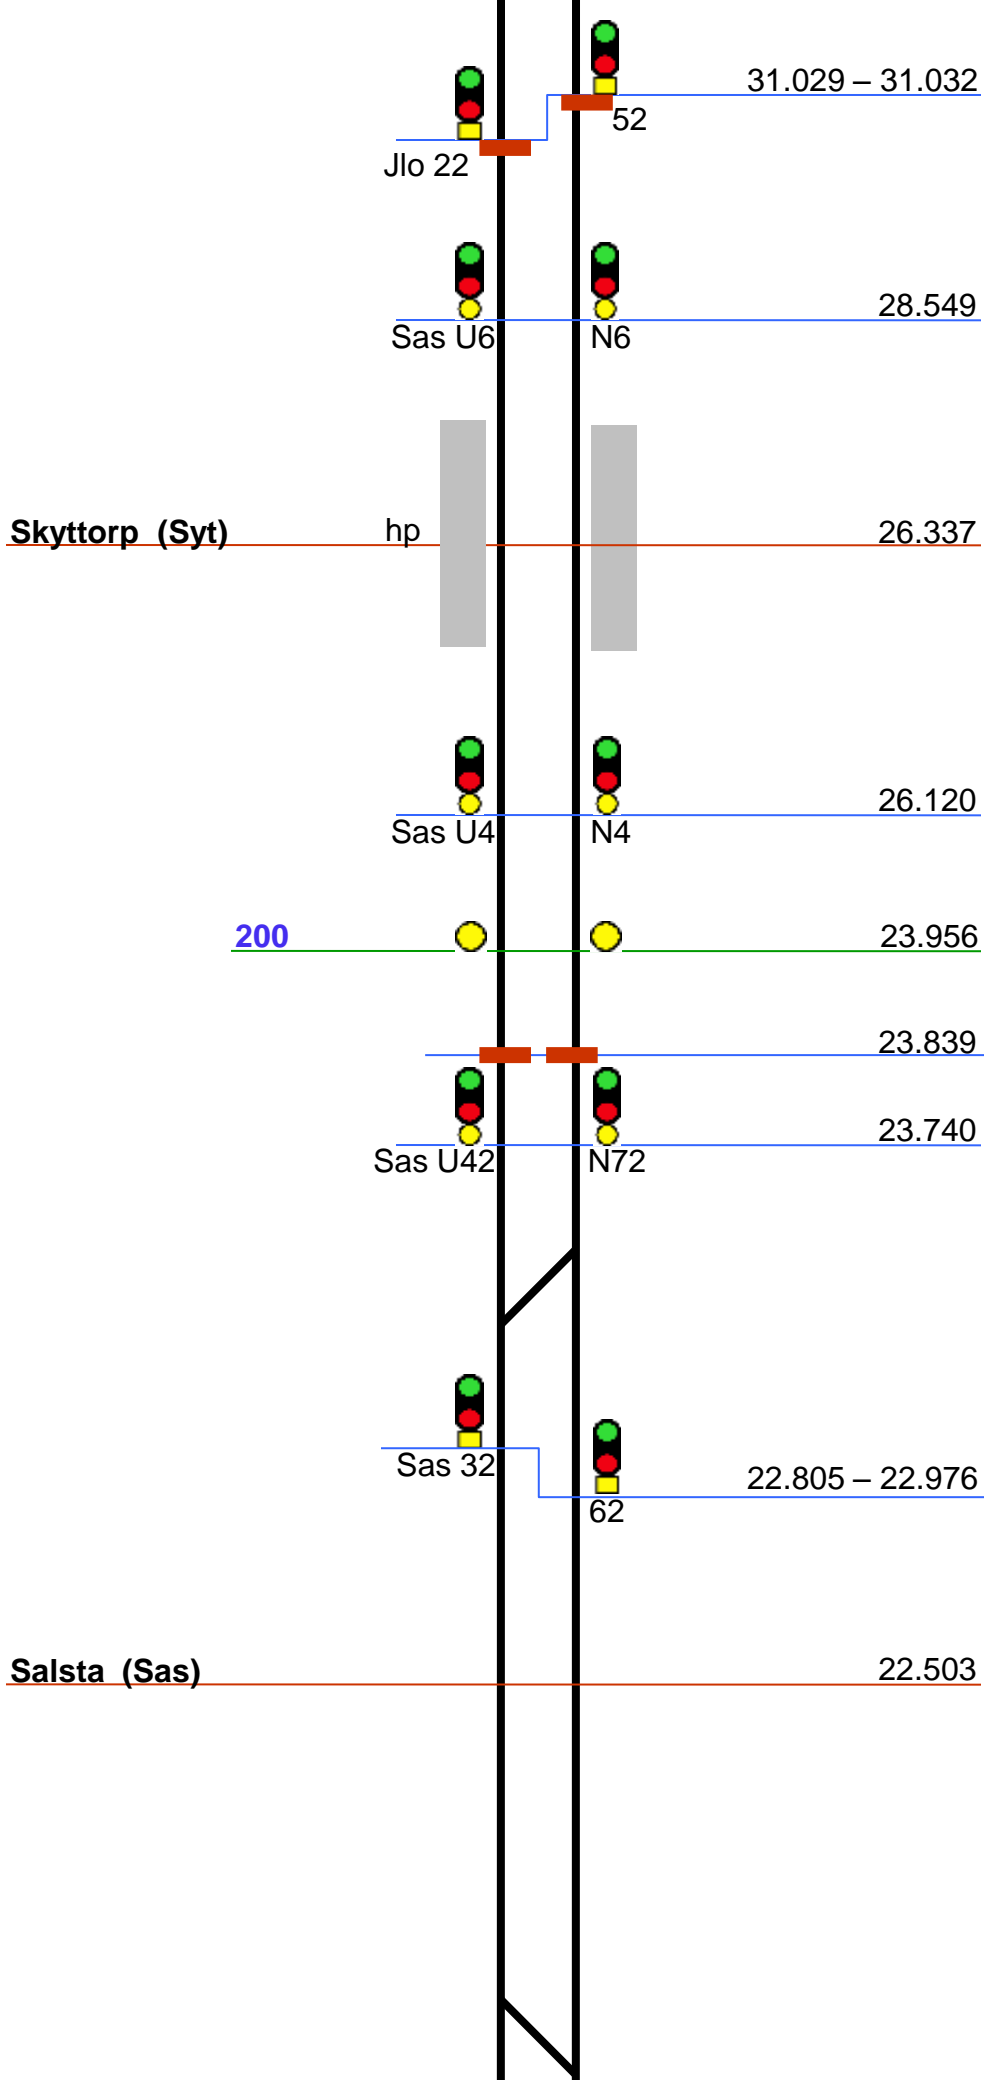 31.029 – 31.032
52
Jlo 22
28.549
Sas U6 N6
Skyttorp (Syt) hp 26.337
26.120
Sas U4 N4
200 23.956
23.839
23.740
Sas U42 N72
Sas 32
22.805 – 22.976
62
Salsta (Sas) 22.503